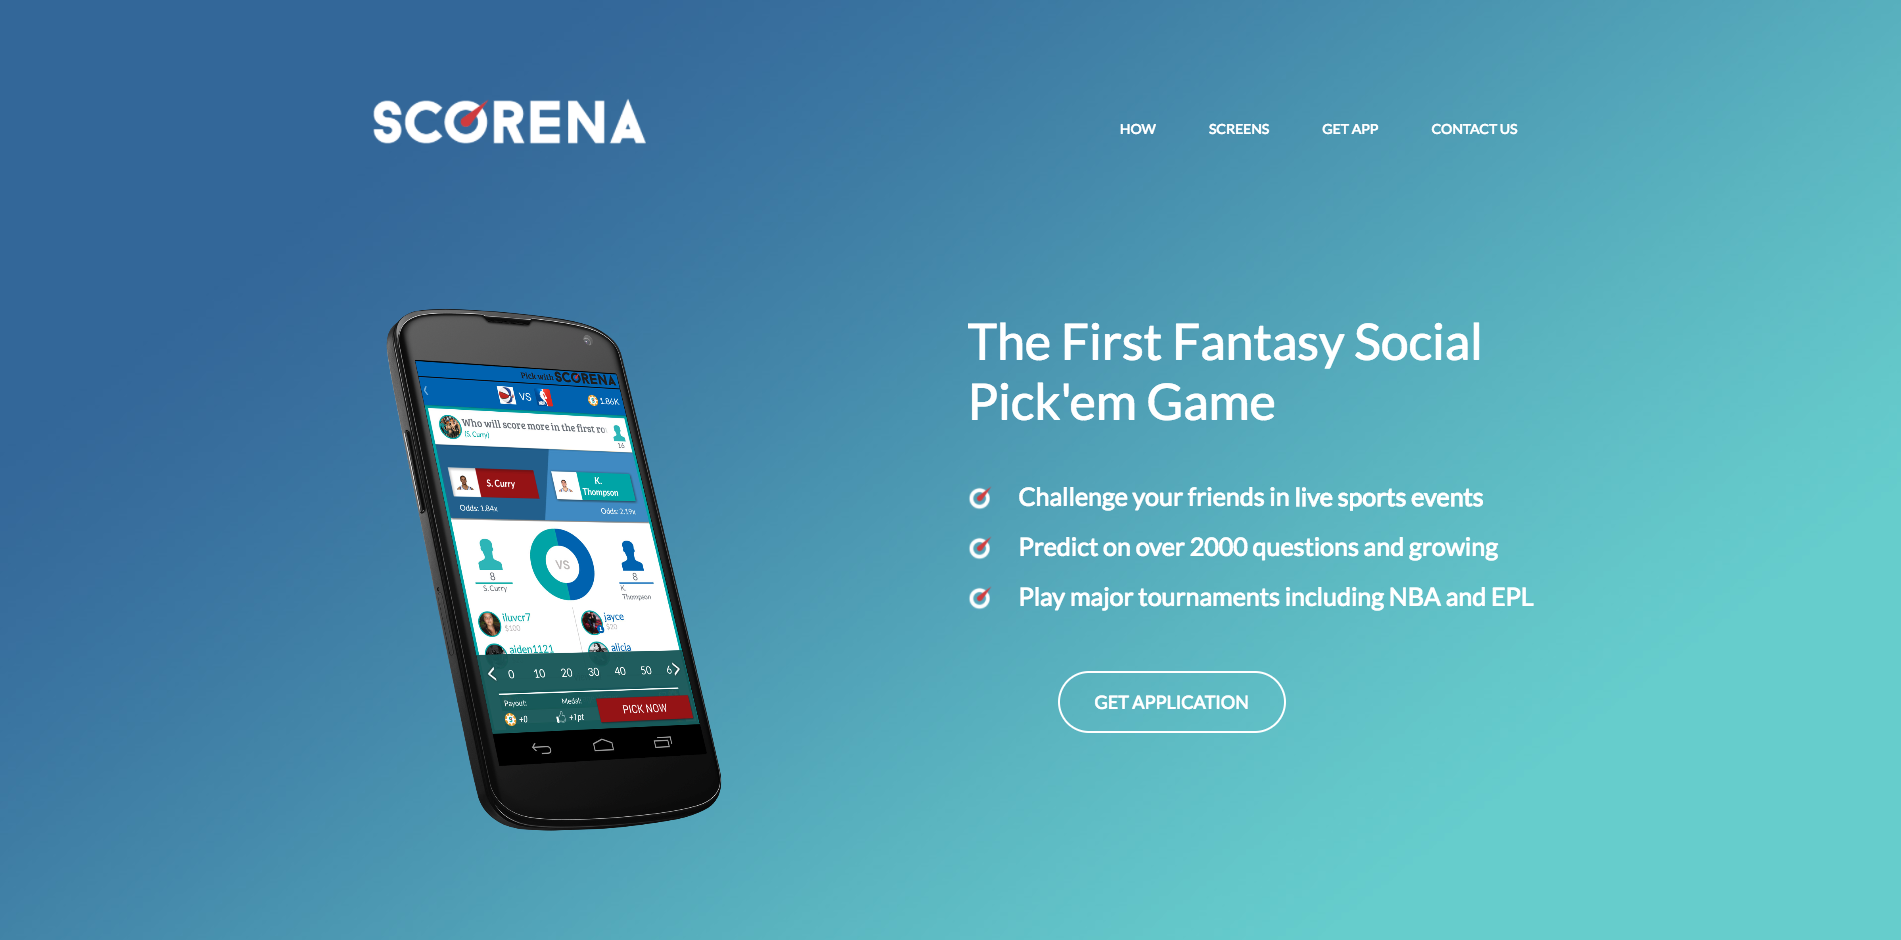 SCORENA
HOW
SCREENS
GET APP
CONTACT US
The First Fantasy Social
Pick'em Game
Challenge your friends in live sports events
Predict on over 2000 questions and growing
Play major tournaments including NBA and EPL
GET APPLICATION
Pick with SCORENA
VS
1.86K
Who will score more in the first ro
(S. Curry)
16
S. Curry
K.
Thompson
Odds: 1.84x
Odds: 2.19x
VS
8
8
S. Curry
K.
Thompson
iluver7
$100
jayce
$20
aiden1121
alicia
0 10 20 30 40 50 6
Payout:
Medal:
+0
+1pt
PICK NOW